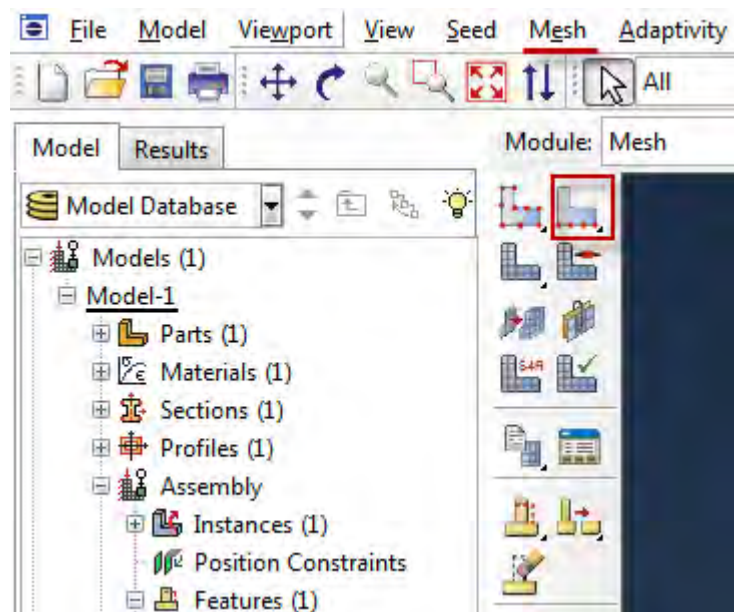 File Model Viewport View Seed Mesh Adaptivity
All
Model Results
Module: Mesh
Model Database
Models (1)
Model-1
Parts (1)
Materials (1)
Sections (1)
Profiles (1)
Assembly
Instances (1)
Position Constraints
Features (1)